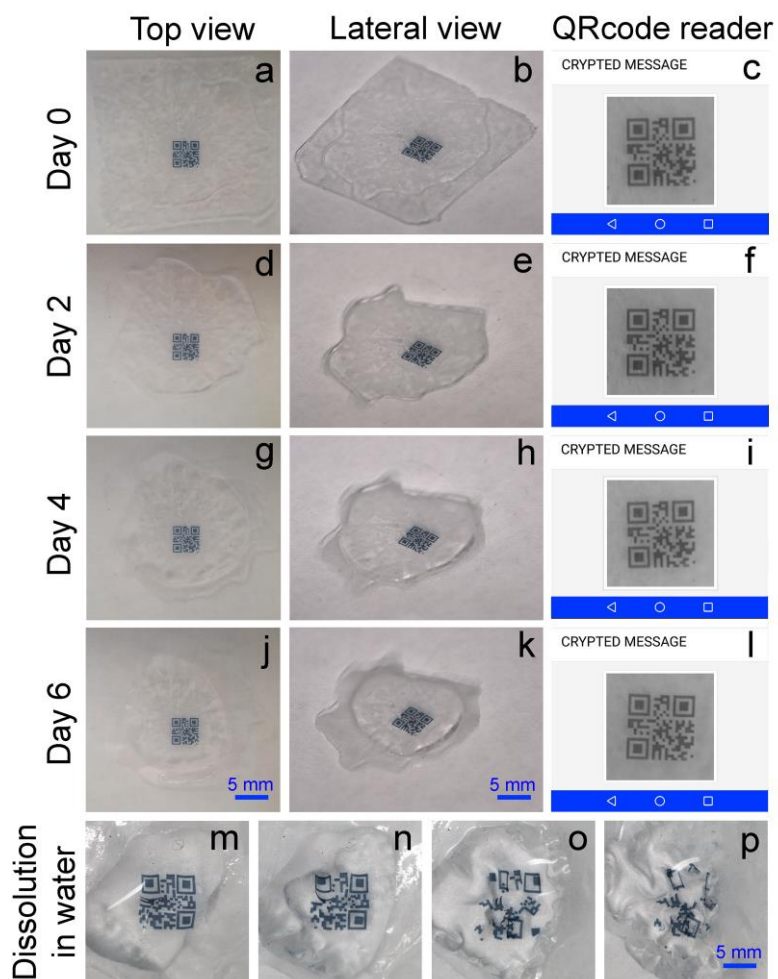 Top view Lateral view QRcode reader
Day 0
a
b
CRYPTED MESSAGE c
Day 2
d
e
CRYPTED MESSAGE f
Day 4
g
h
CRYPTED MESSAGE i
Day 6
j
5 mm
k
5 mm
CRYPTED MESSAGE l
Dissolution
in water
m
n
o
p
5 mm